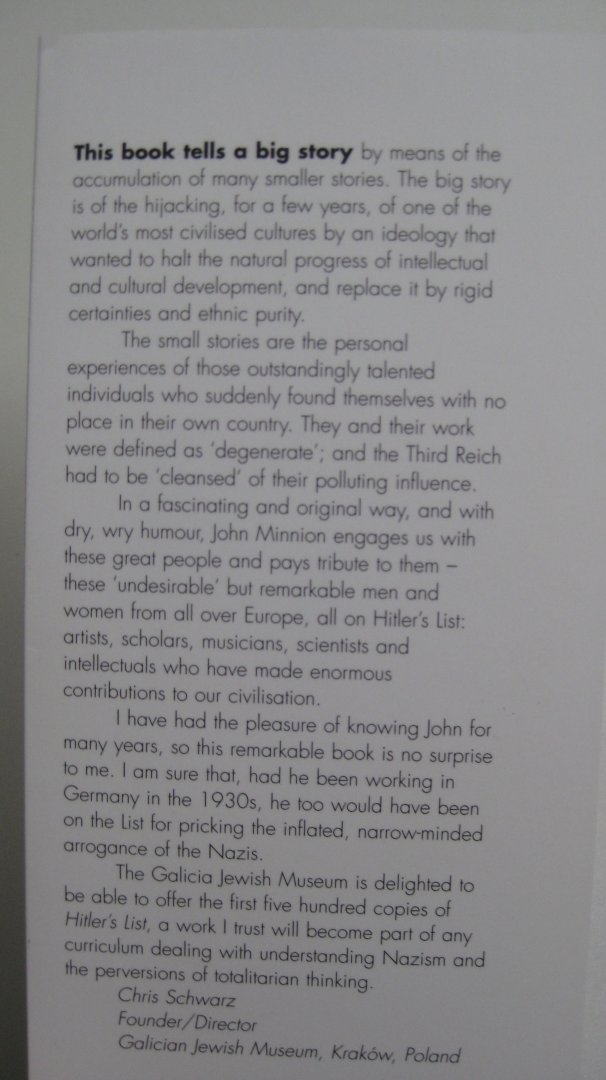 This book tells a big story by means of the
accumulation of many smaller stories. The big story
is of the hijacking, for a few years, of one of the
world's most civilised cultures by an ideology that
wanted to halt the natural progress of intellectual
and cultural development, and replace it by rigid
certainties and ethnic purity.
The small stories are the personal
experiences of those outstandingly talented
individuals who suddenly found themselves with no
place in their own country. They and their work
were defined as 'degenerate'; and the Third Reich
had to be 'cleansed' of their polluting influence.
In a fascinating and original way, and with
dry, wry humour, John Minnion engages us with
these great people and pays tribute to them –
these 'undesirable' but remarkable men and
women from all over Europe, all on Hitler's List:
artists, scholars, musicians, scientists and
intellectuals who have made enormous
contributions to our civilisation.
I have had the pleasure of knowing John for
many years, so this remarkable book is no surprise
to me. I am sure that, had he been working in
Germany in the 1930s, he too would have been
on the List for pricking the inflated, narrow-minded
arrogance of the Nazis.
The Galicia Jewish Museum is delighted to
be able to offer the first five hundred copies of
Hitler's List, a work I trust will become part of any
curriculum dealing with understanding Nazism and
the perversions of totalitarian thinking.
Chris Schwarz
Founder/Director
Galician Jewish Museum, Kraków, Poland